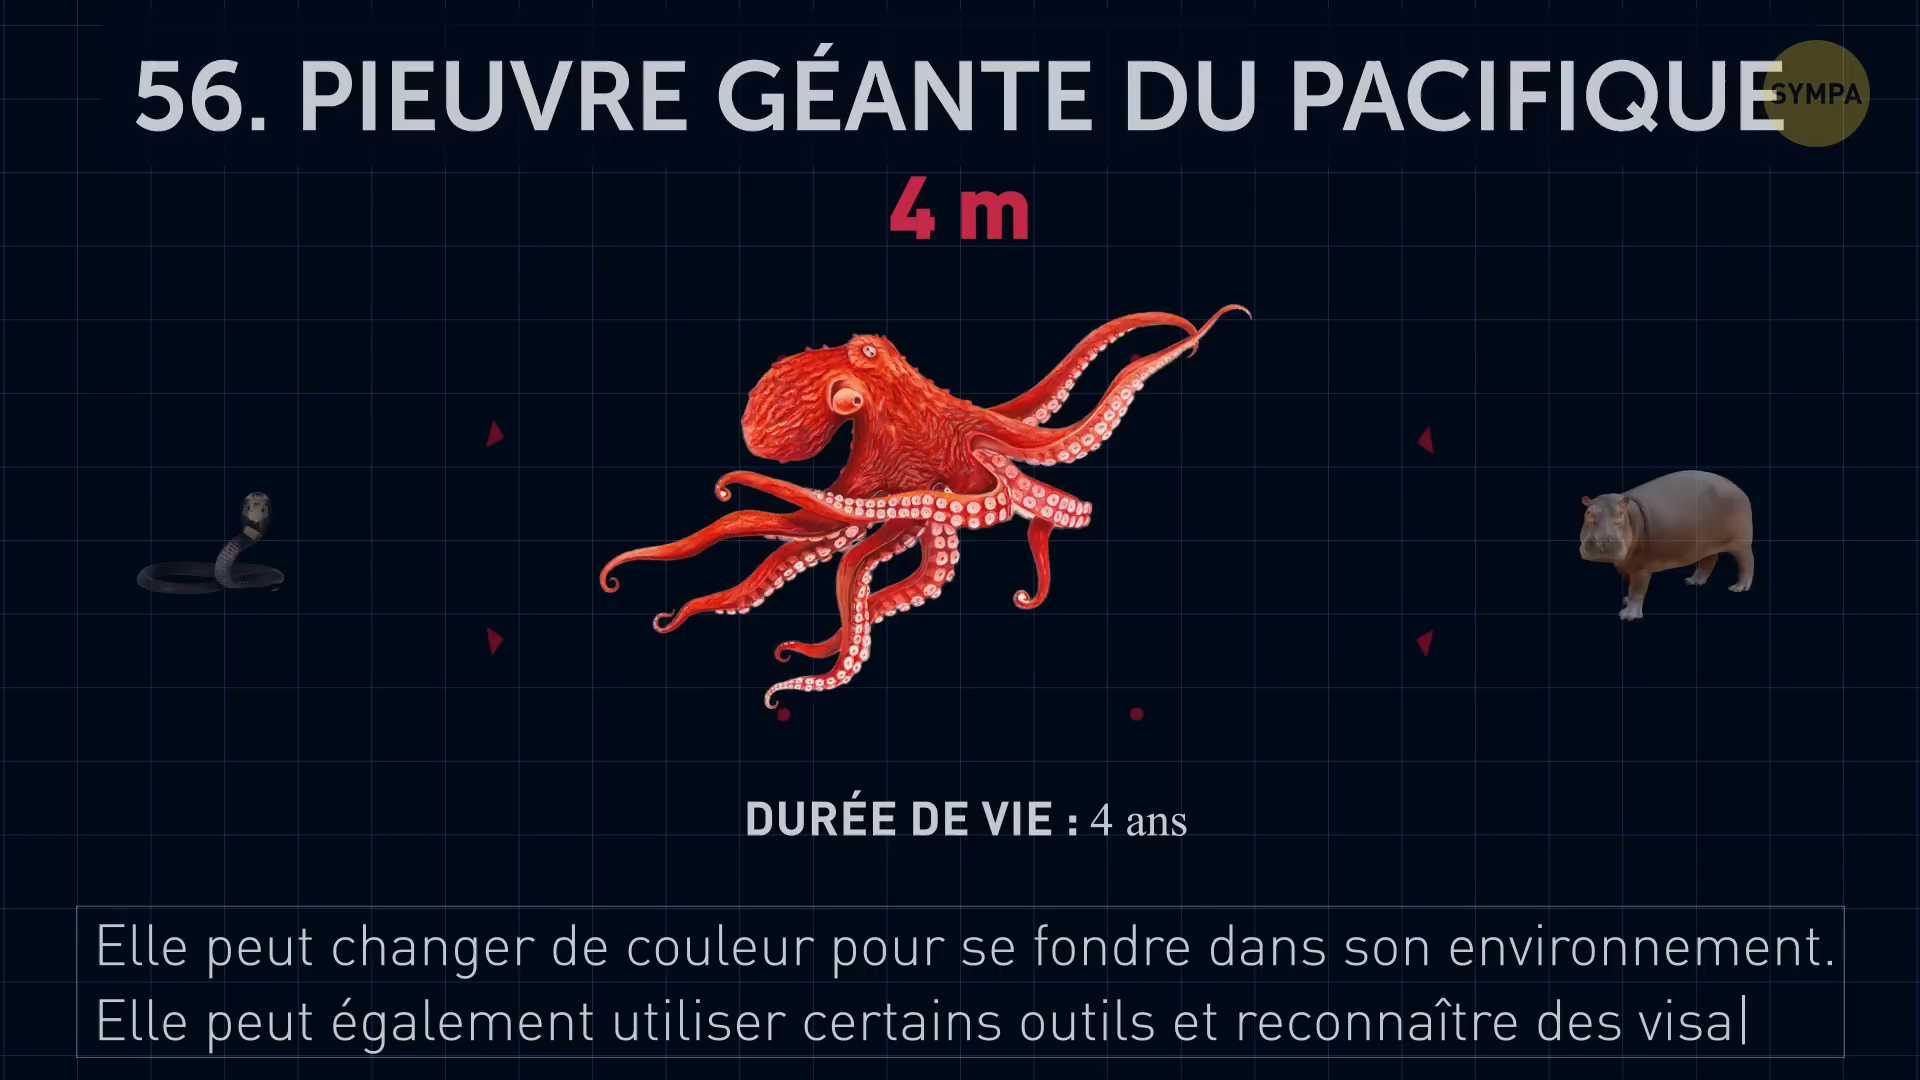 56. PIEUVRE GÉANTE DU PACIFIQUE
SYMPA
4 m
DURÉE DE VIE : 4 ans
Elle peut changer de couleur pour se fondre dans son environnement.
Elle peut également utiliser certains outils et reconnaître des visa|